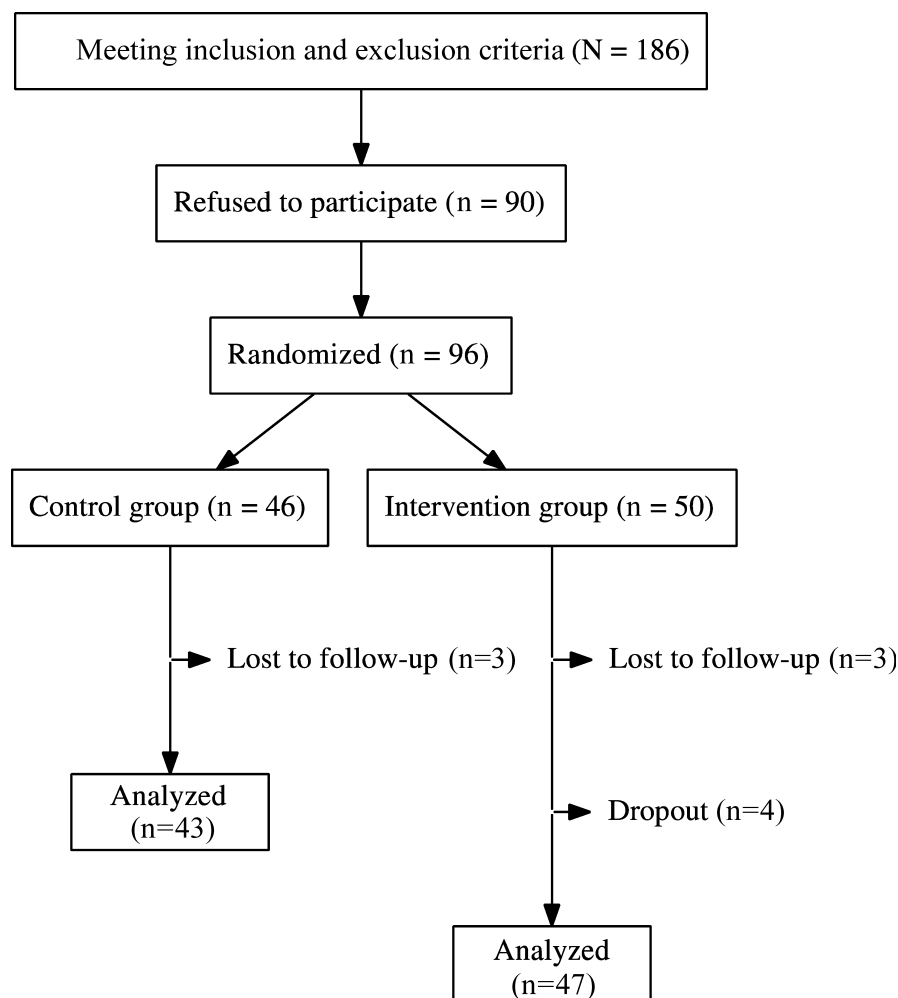 Meeting inclusion and exclusion criteria (N = 186)
Refused to participate (n = 90)
Randomized (n = 96)
Control group (n = 46)
Intervention group (n = 50)
Lost to follow-up (n=3)
Lost to follow-up (n=3)
Analyzed
(n=43)
Dropout (n=4)
Analyzed
(n=47)